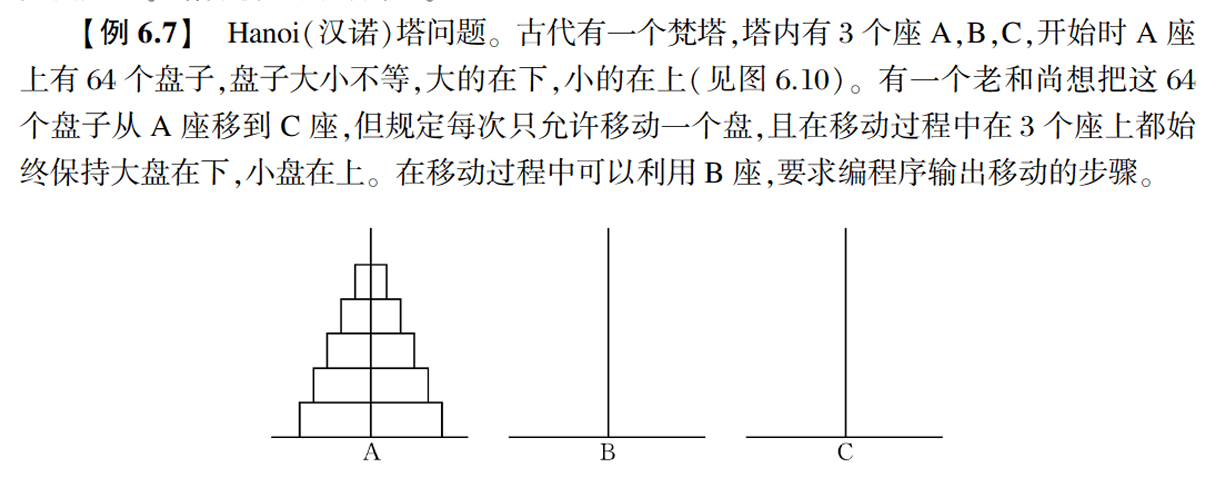 【例 6.7】 Hanoi(汉诺)塔问题。古代有一个梵塔,塔内有 3 个座 A,B,C,开始时 A 座
上有 64 个盘子,盘子大小不等,大的在下,小的在上(见图 6.10)。有一个老和尚想把这 64
个盘子从 A 座移到 C 座,但规定每次只允许移动一个盘,且在移动过程中在 3 个座上都始
终保持大盘在下,小盘在上。在移动过程中可以利用 B 座,要求编程序输出移动的步骤。
A B C